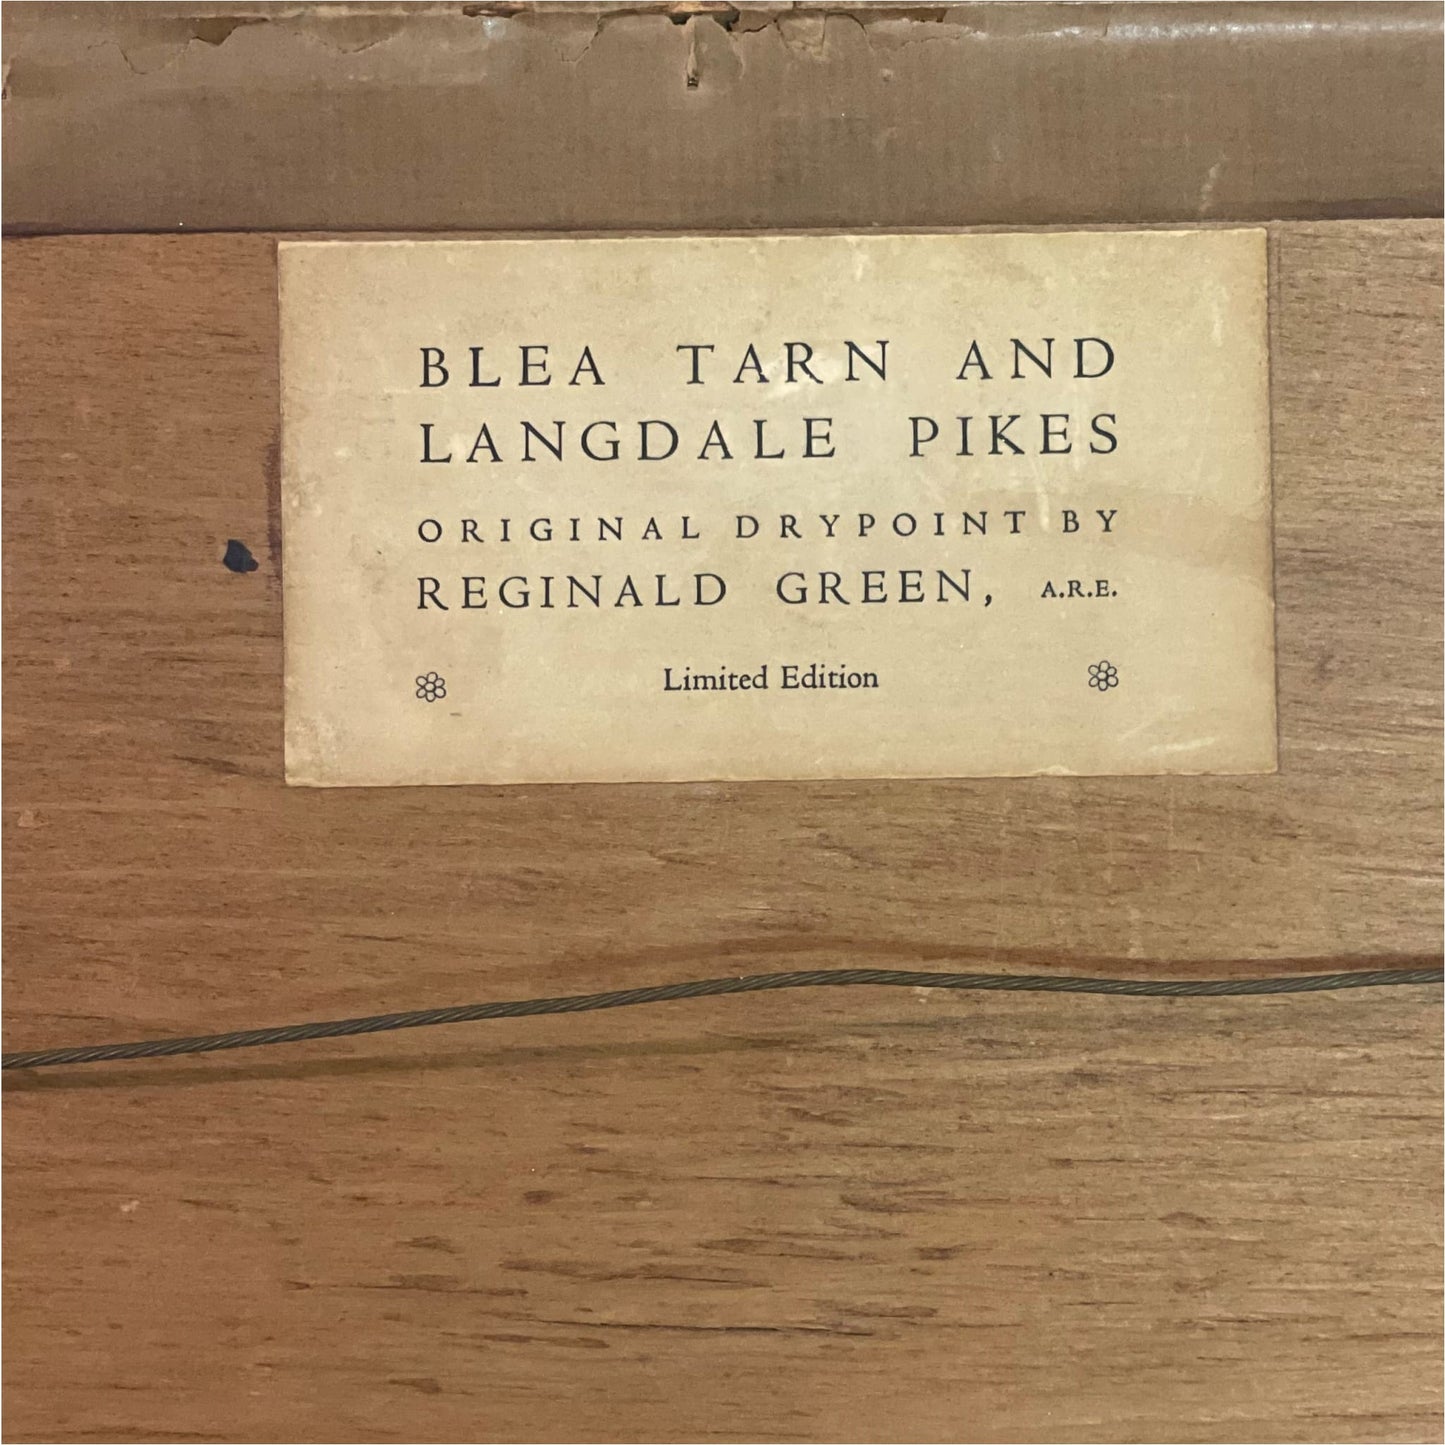 BLEA TARN AND
LANGDALE PIKES
ORIGINAL DRYPOINT BY
REGINALD GREEN, A.R.E.
Limited Edition